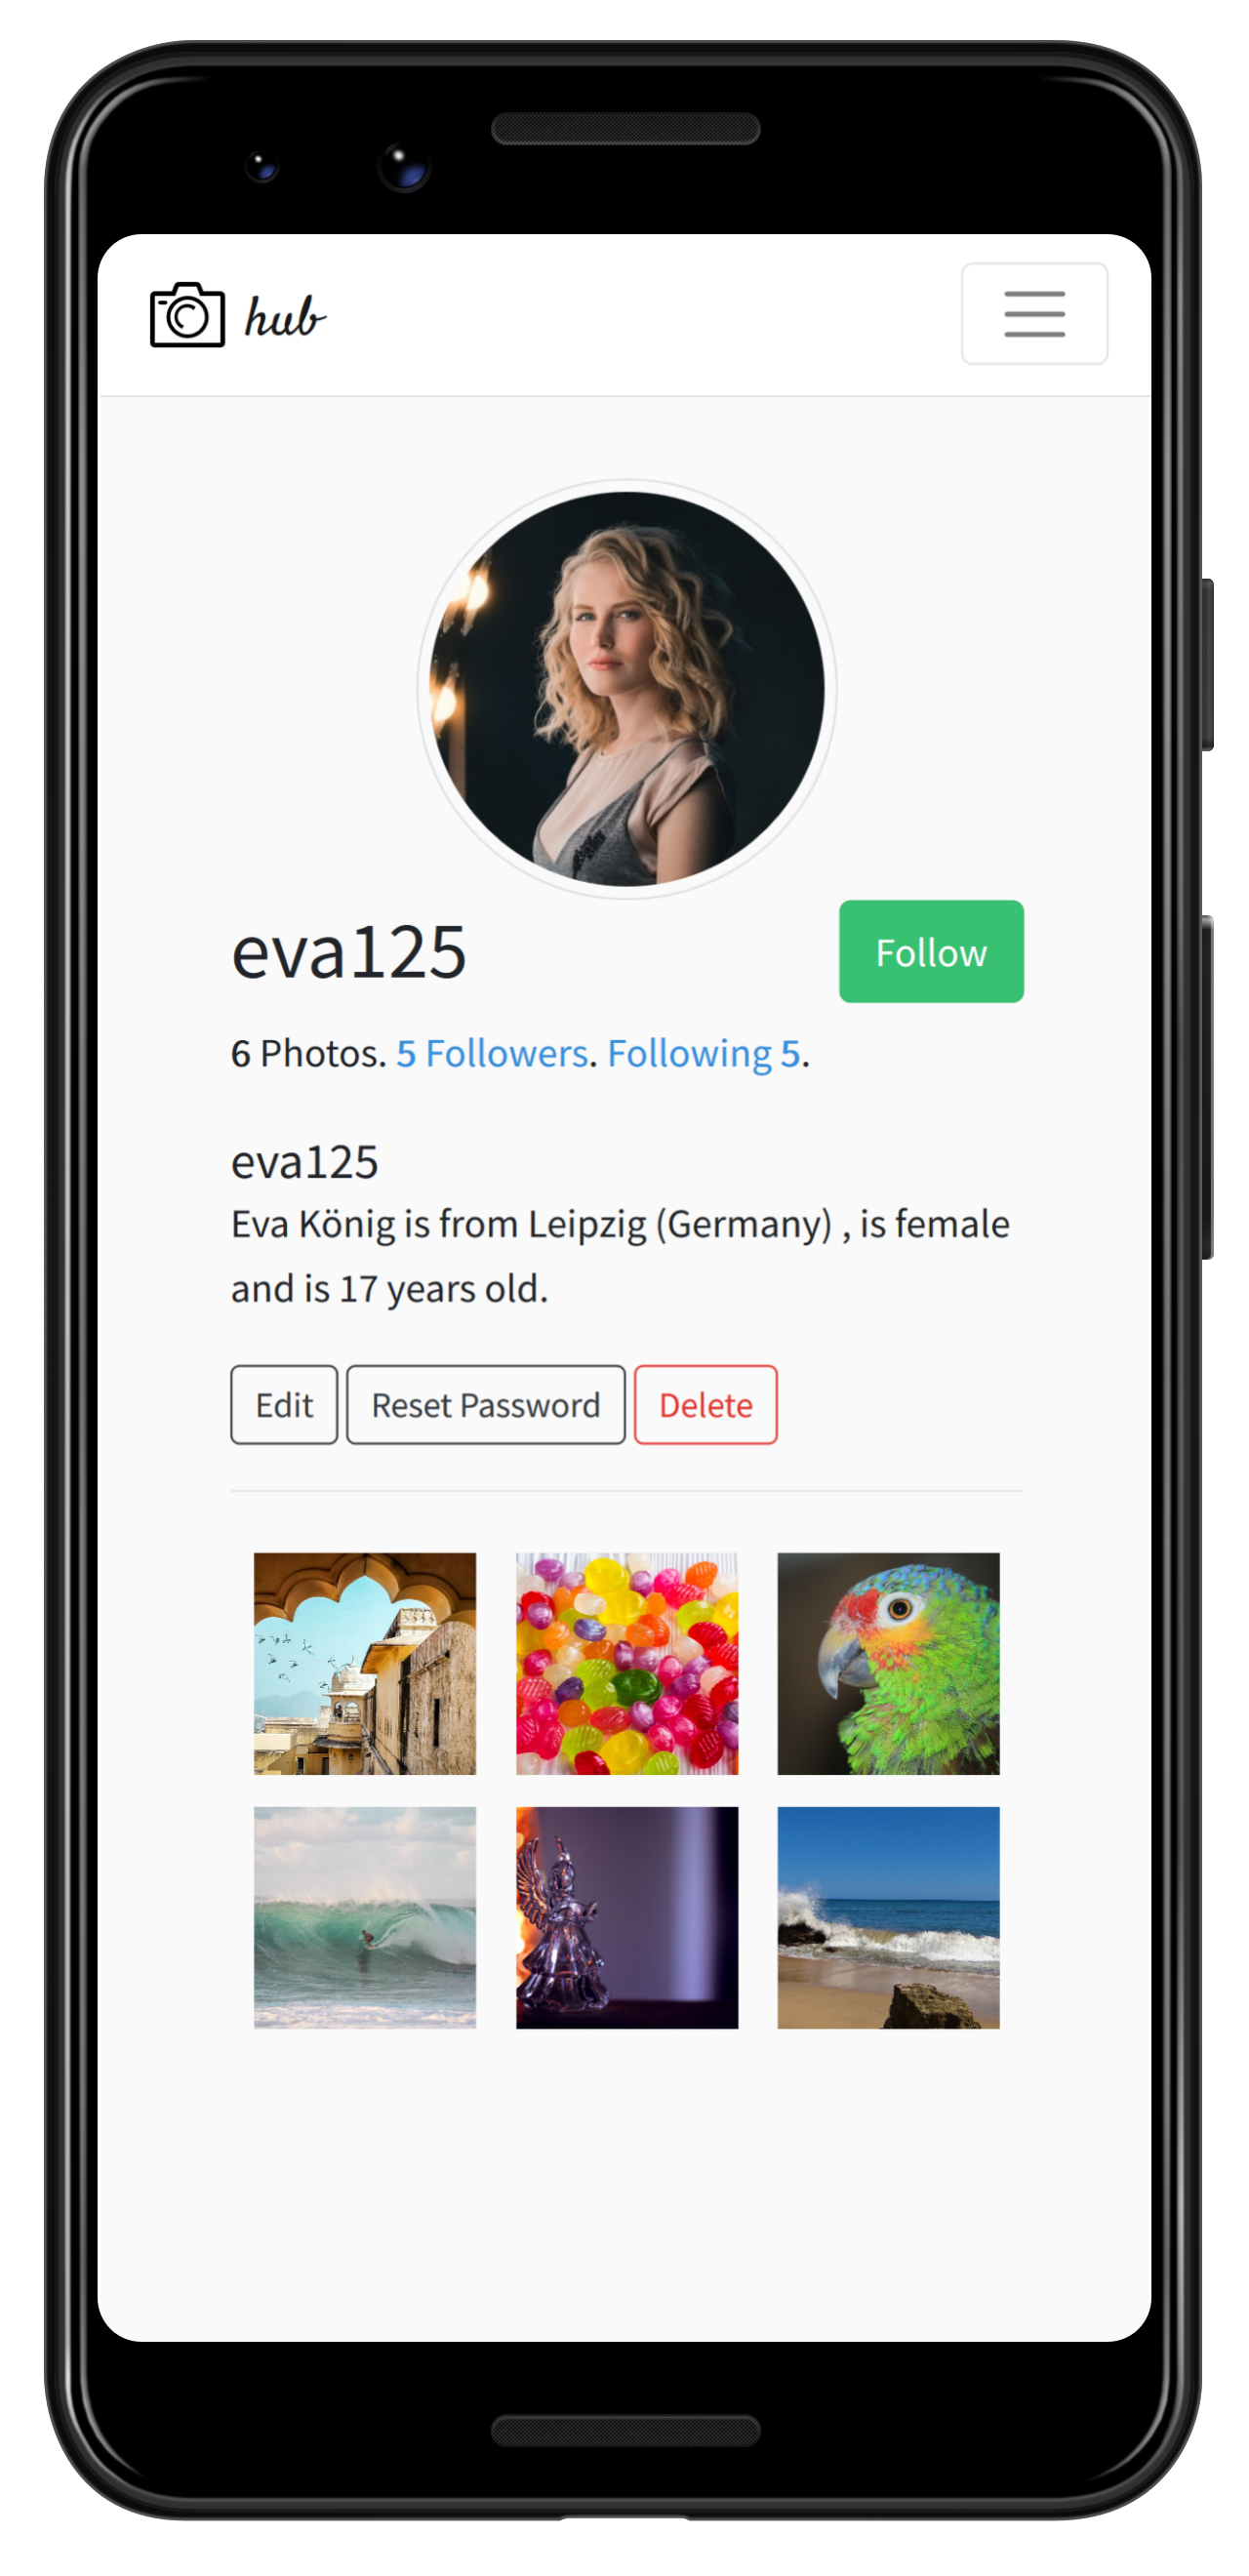 hub
eva125
Follow
6 Photos. 5 Followers. Following 5.
eva125
Eva König is from Leipzig (Germany) , is female
and is 17 years old.
Edit Reset Password Delete